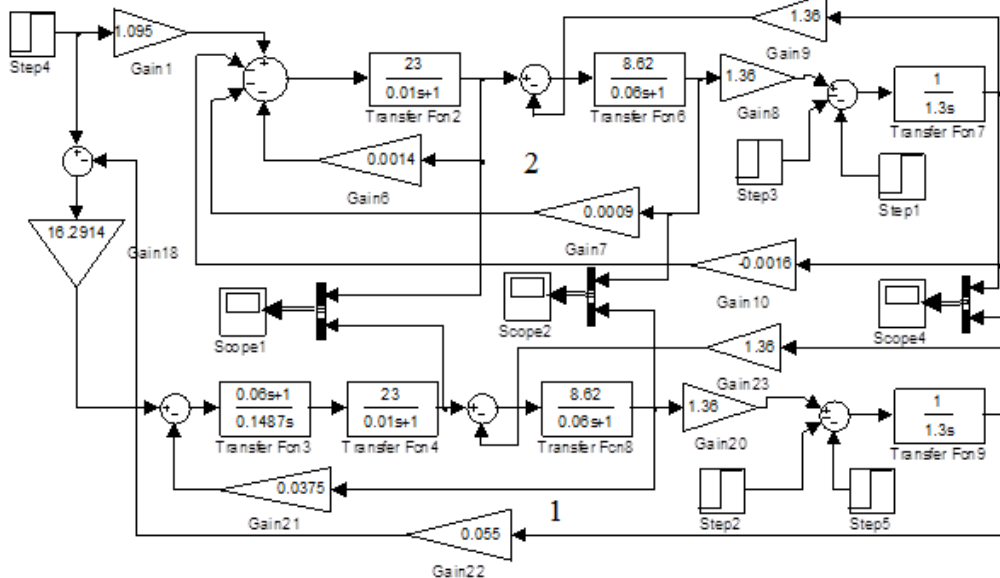 Step4
1.095
Gain1
23
0.01s+1
Transfer Fcn2
8.62
0.06s+1
Transfer Fcn6
1.36
Gain9
1.36
Gain8
1
1.3s
Transfer Fcn7
0.0014
Gain6
2
Step3
Step1
0.0009
Gain7
16.2914
Gain18
-0.0016
Gain10
Scope1
Scope2
Scope4
1.36
Gain23
0.06s+1
0.1487s
Transfer Fcn3
23
0.01s+1
Transfer Fcn4
8.62
0.06s+1
Transfer Fcn8
1.36
Gain20
1
1.3s
Transfer Fcn9
0.0375
Gain21
1
Step2
Step5
0.055
Gain22